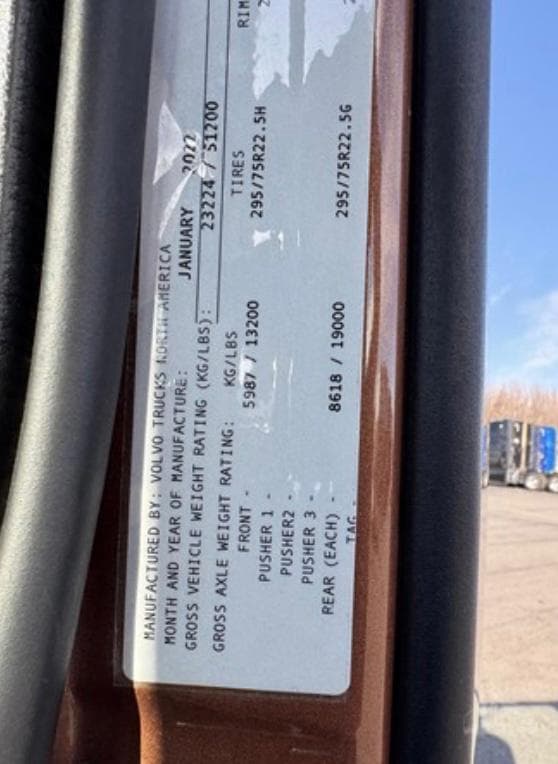 MANUFACTURED BY: VOLVO TRUCKS NORTH AMERICA
MONTH AND YEAR OF MANUFACTURE: JANUARY 2022
GROSS VEHICLE WEIGHT RATING (KG/LBS): 23224 / 51200
GROSS AXLE WEIGHT RATING: KG/LBS TIRES RIM
FRONT - 5987 / 13200 295/75R22.5H
PUSHER 1 -
PUSHER2 -
PUSHER 3 -
REAR (EACH) - 8618 / 19000 295/75R22.5G
TAG -